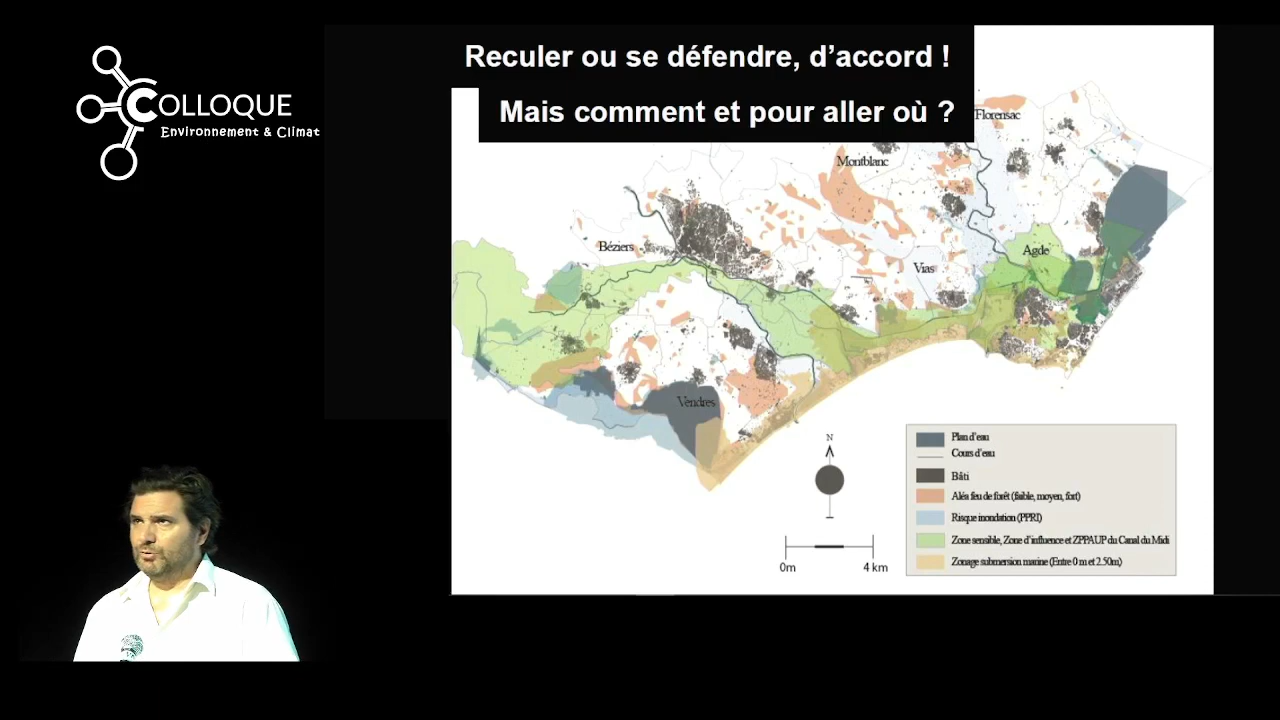 COLLOQUE
Environnement & Climat
Reculer ou se défendre, d’accord !
Mais comment et pour aller où ?
Florensac
Montblanc
Béziers
Agde
Vias
Vendres
N
0m
4 km
Plan d'eau
Cours d'eau
Bâti
Aléa feu de forêt (faible, moyen, fort)
Risque inondation (PPRI)
Zone sensible, Zone d'influence et ZPPAUP du Canal du Midi
Zonage submersion marine (Entre 0 m et 2.50m)